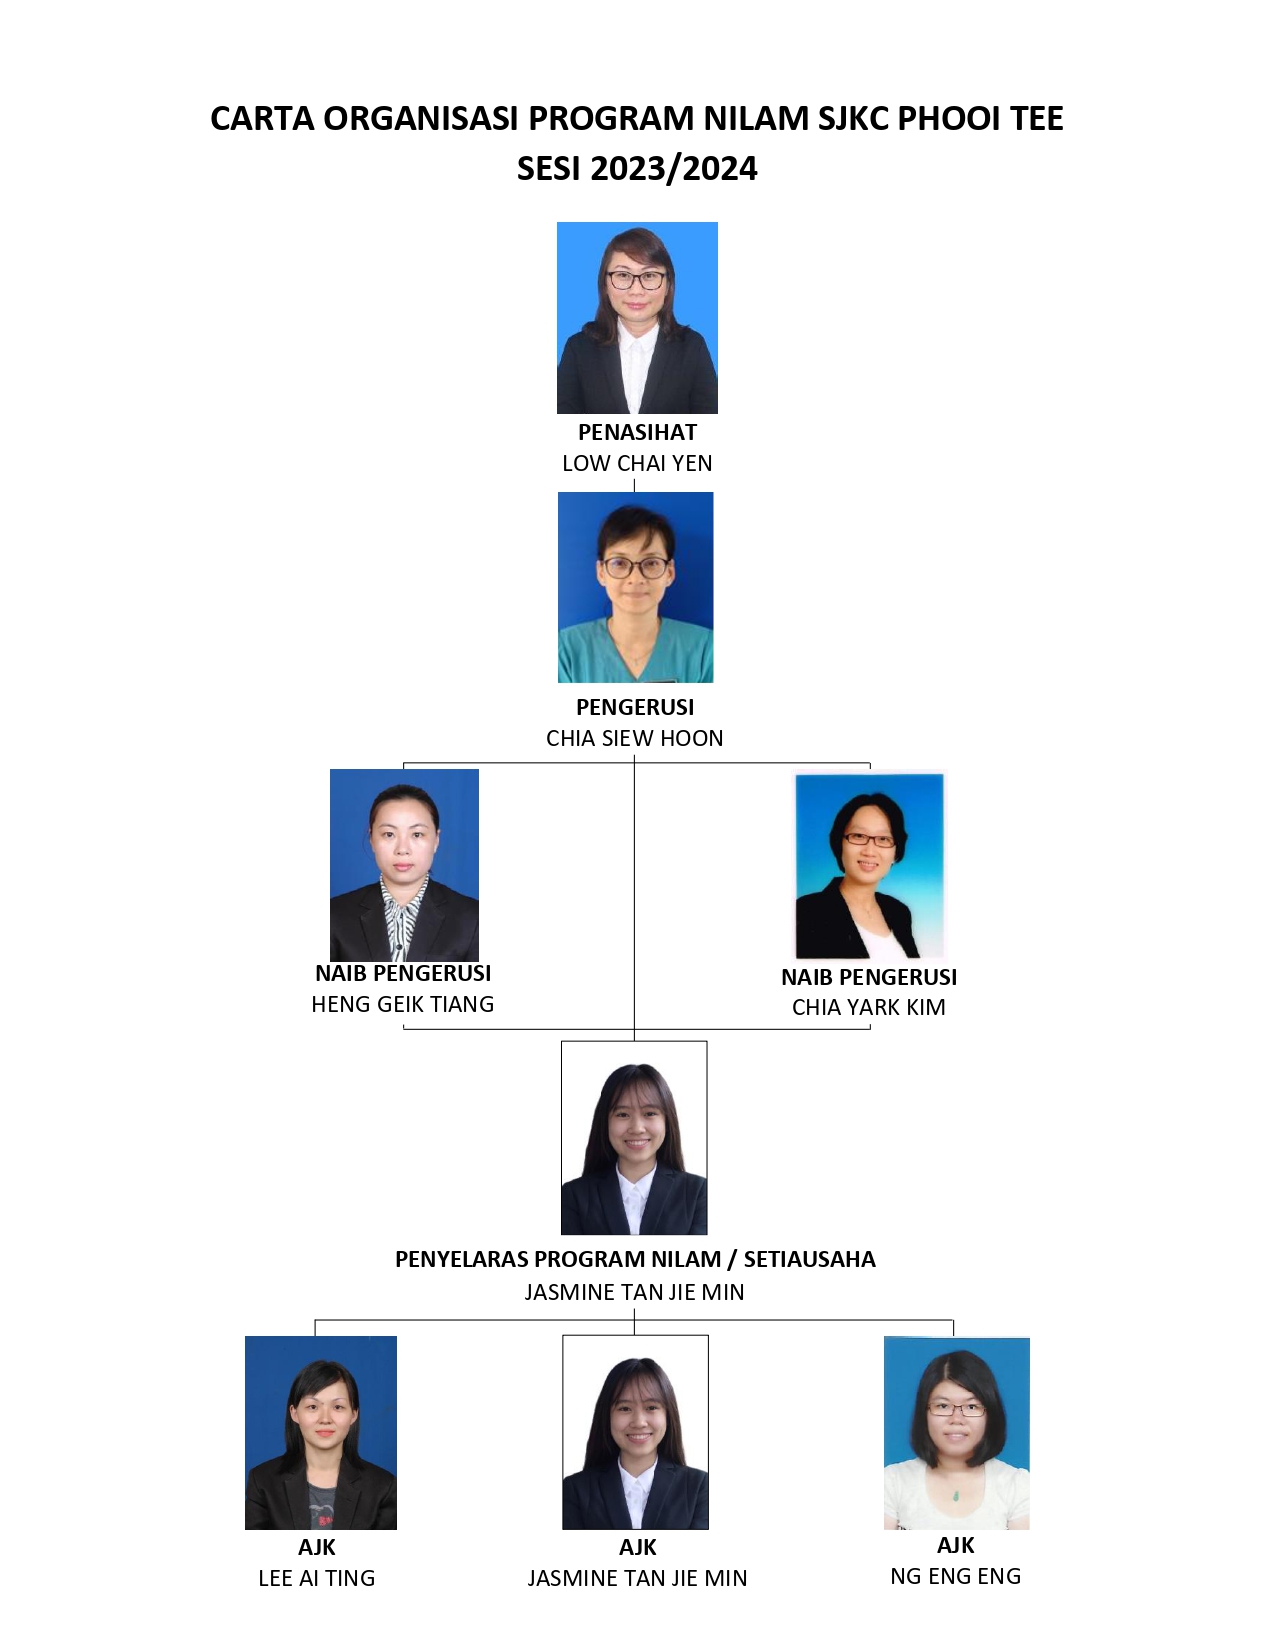 CARTA ORGANISASI PROGRAM NILAM SJKC PHOOI TEE
SESI 2023/2024
PENASIHAT
LOW CHAI YEN
PENGERUSI
CHIA SIEW HOON
NAIB PENGERUSI
HENG GEIK TIANG
NAIB PENGERUSI
CHIA YARK KIM
PENYELARAS PROGRAM NILAM / SETIAUSAHA
JASMINE TAN JIE MIN
AJK
LEE AI TING
AJK
JASMINE TAN JIE MIN
AJK
NG ENG ENG